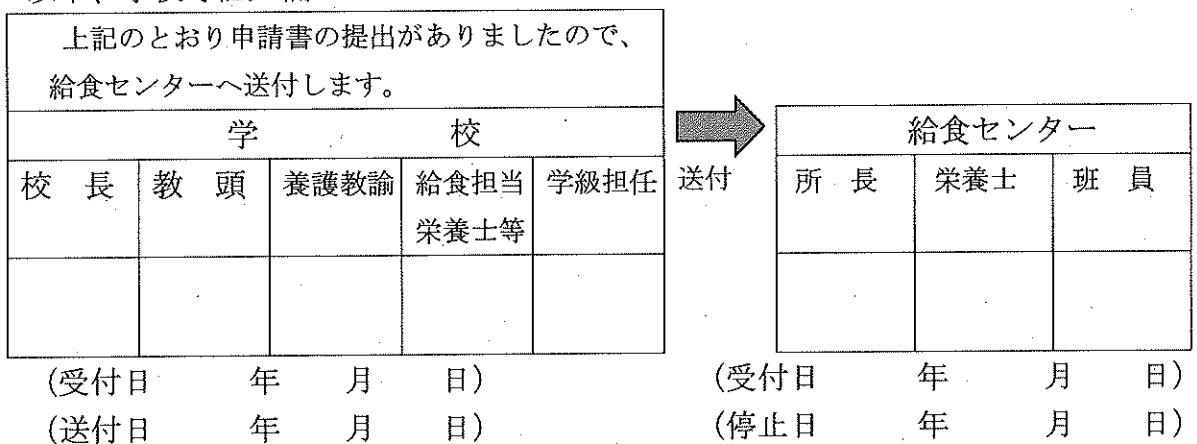 上記のとおり申請書の提出がありましたので、
給食センターへ送付します。
学 校
校 長 教 頭 養護教諭 給食担当 学級担任
栄養士等
(受付日 年 月 日)
(送付日 年 月 日)
送付
給食センター
所 長 栄養士 班 員
(受付日 年 月 日)
(停止日 年 月 日)